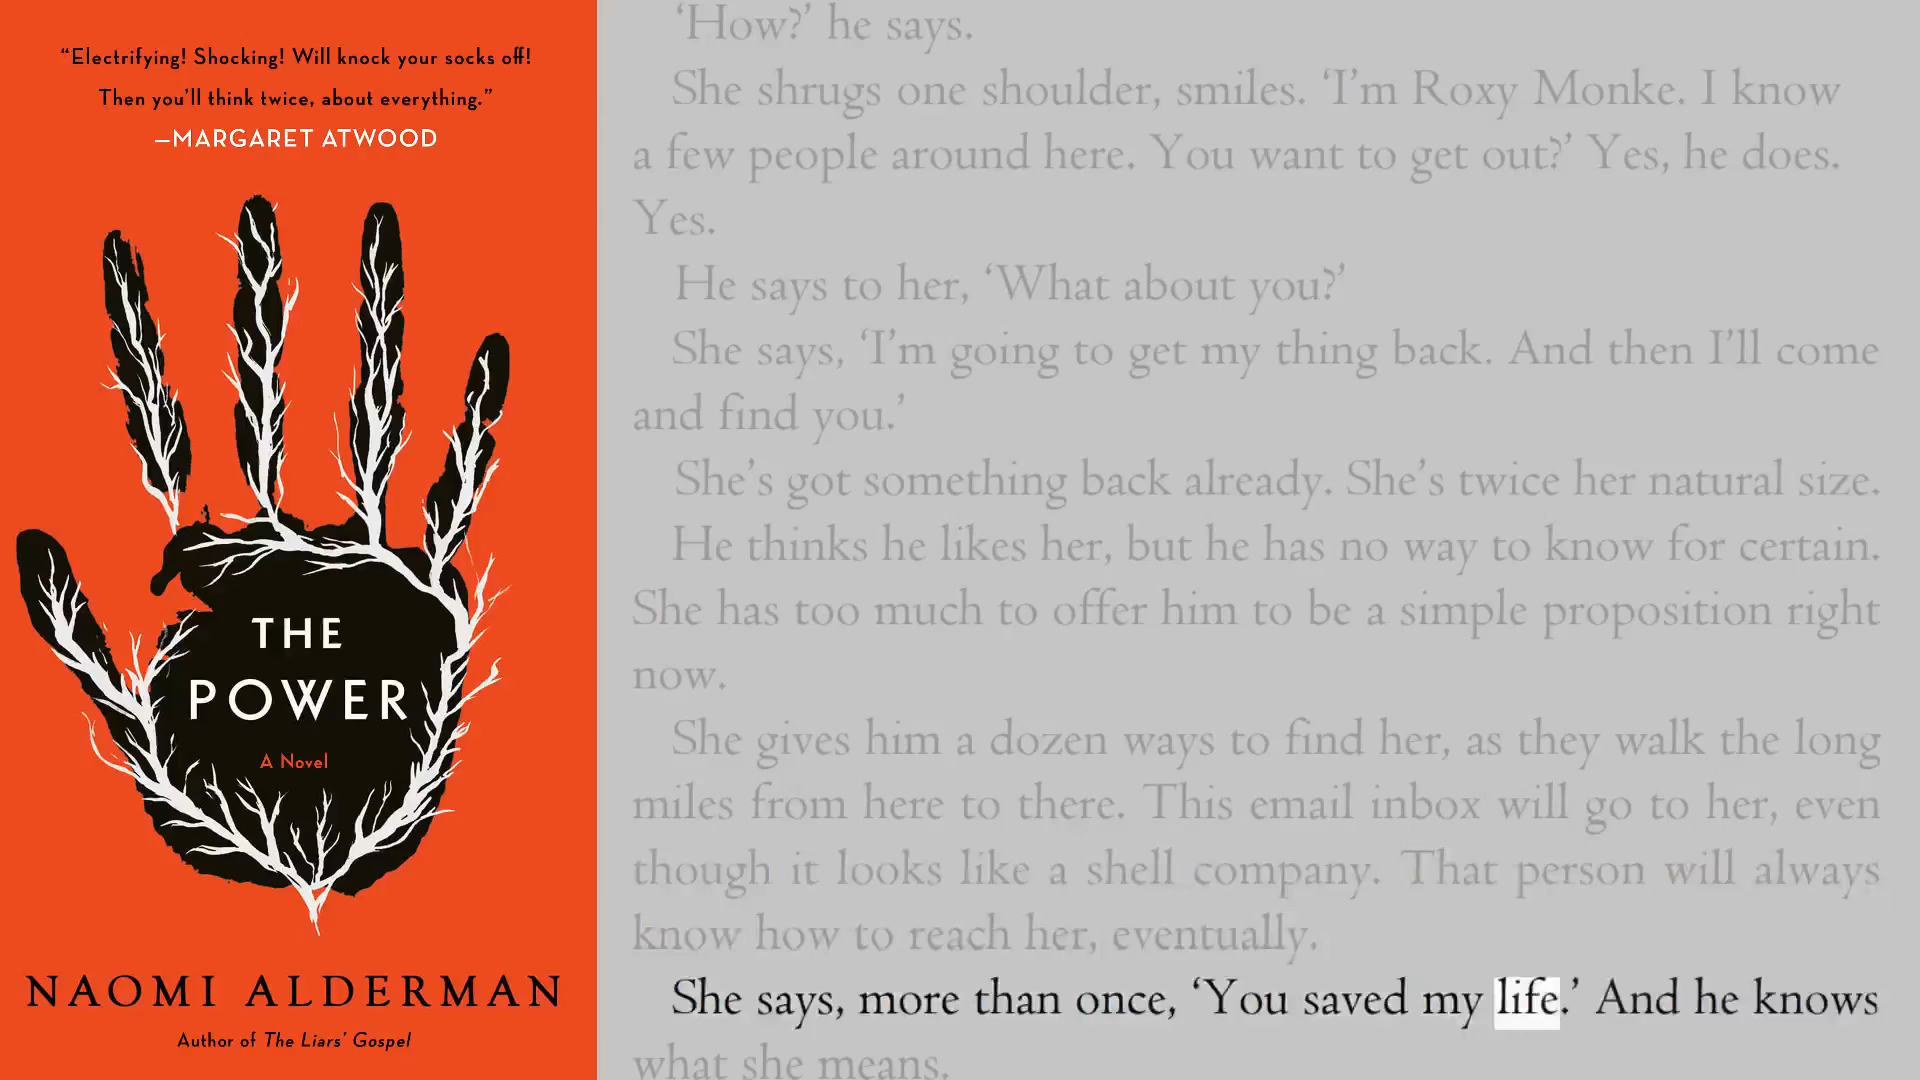 “Electrifying! Shocking! Will knock your socks off!
Then you’ll think twice, about everything.”
—MARGARET ATWOOD
THE
POWER
A Novel
NAOMI ALDERMAN
Author of The Liars’ Gospel
‘How?’ he says.
She shrugs one shoulder, smiles. ‘I’m Roxy Monke. I know
a few people around here. You want to get out?’ Yes, he does.
Yes.
He says to her, ‘What about you?’
She says, ‘I’m going to get my thing back. And then I’ll come
and find you.’
She’s got something back already. She’s twice her natural size.
He thinks he likes her, but he has no way to know for certain.
She has too much to offer him to be a simple proposition right
now.
She gives him a dozen ways to find her, as they walk the long
miles from here to there. This email inbox will go to her, even
though it looks like a shell company. That person will always
know how to reach her, eventually.
She says, more than once, ‘You saved my life.’ And he knows
what she means.